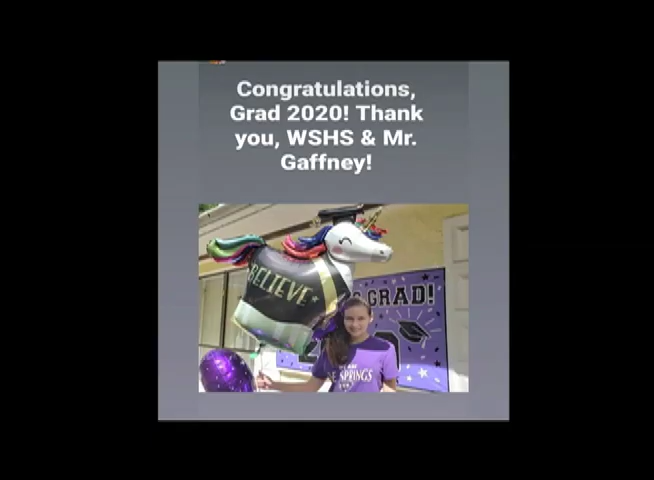 Congratulations,
Grad 2020! Thank
you, WSHS & Mr.
Gaffney!
BELIEVE
GRAD!
SPRINGS